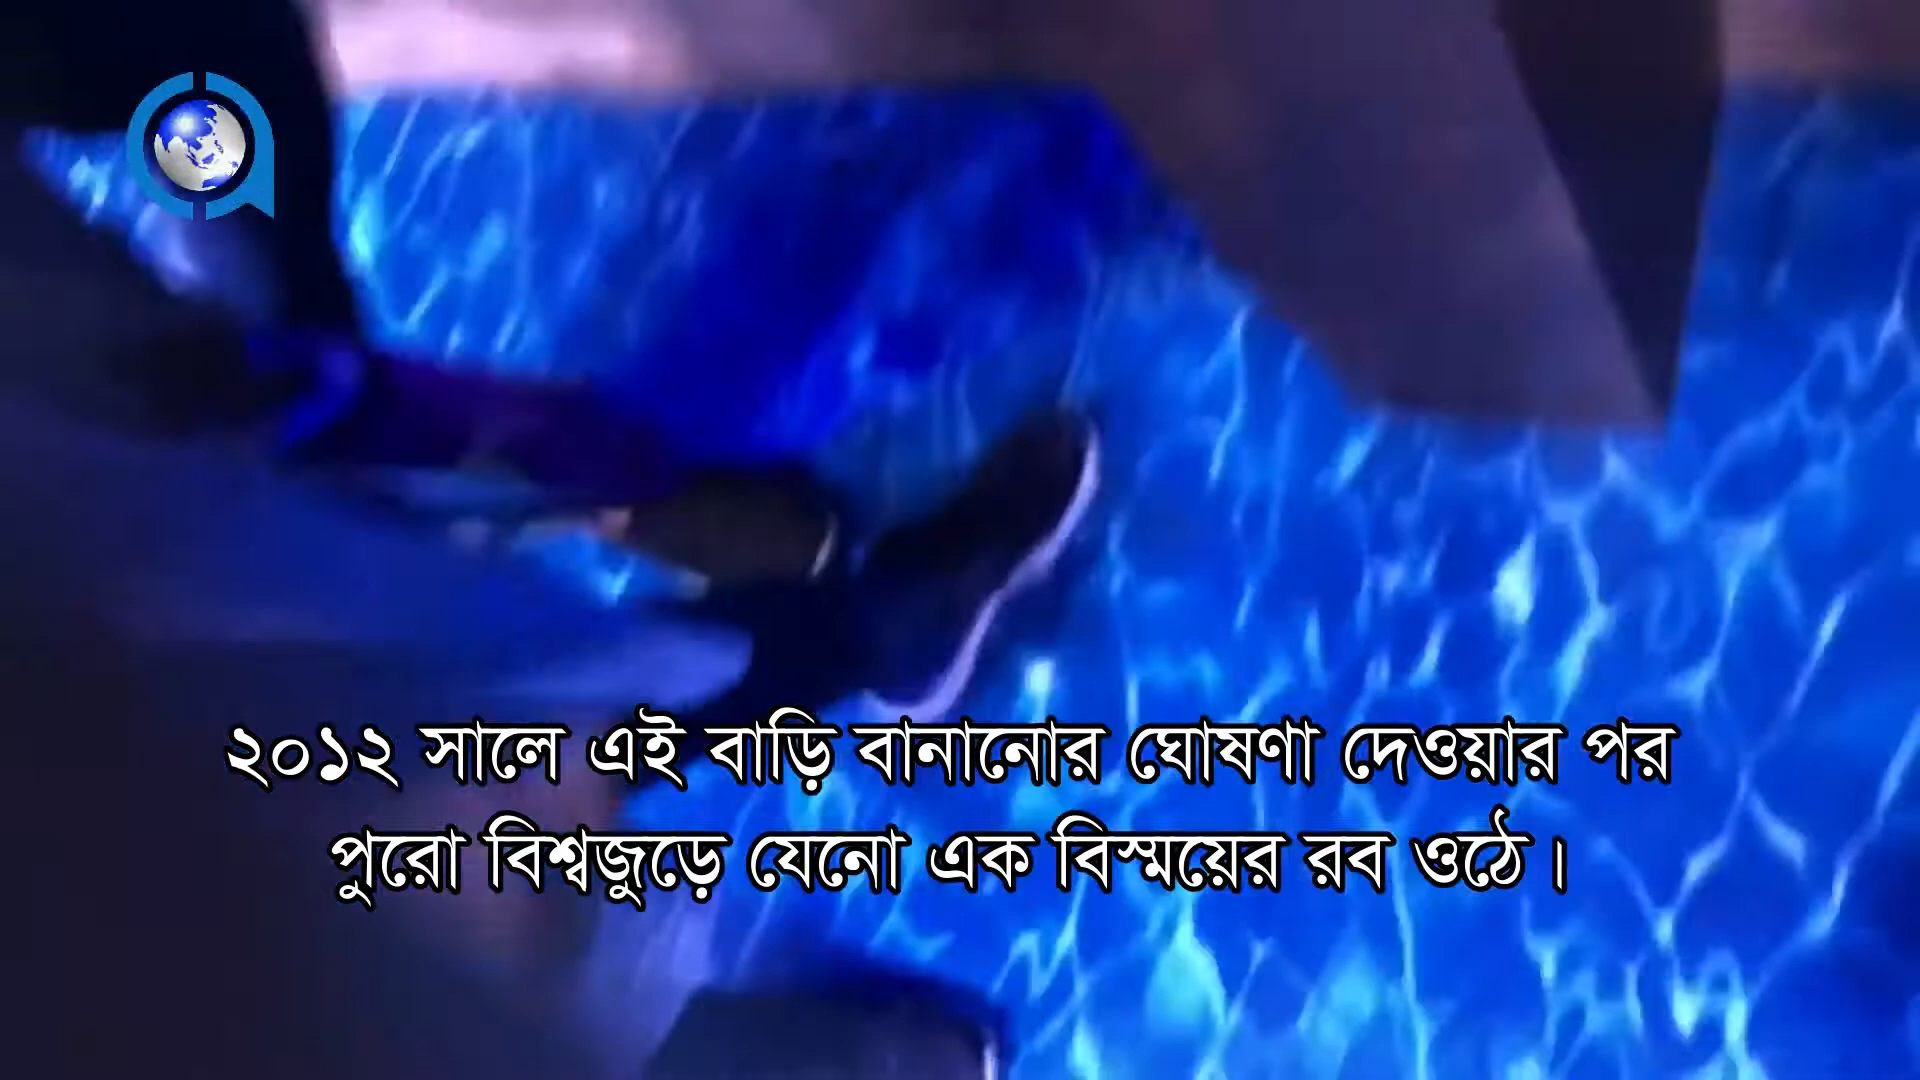 ২০১২ সালে এই বাড়ি বানানোর ঘোষণা দেওয়ার পর
পুরো বিশ্বজুড়ে যেনো এক বিস্ময়ের রব ওঠে।